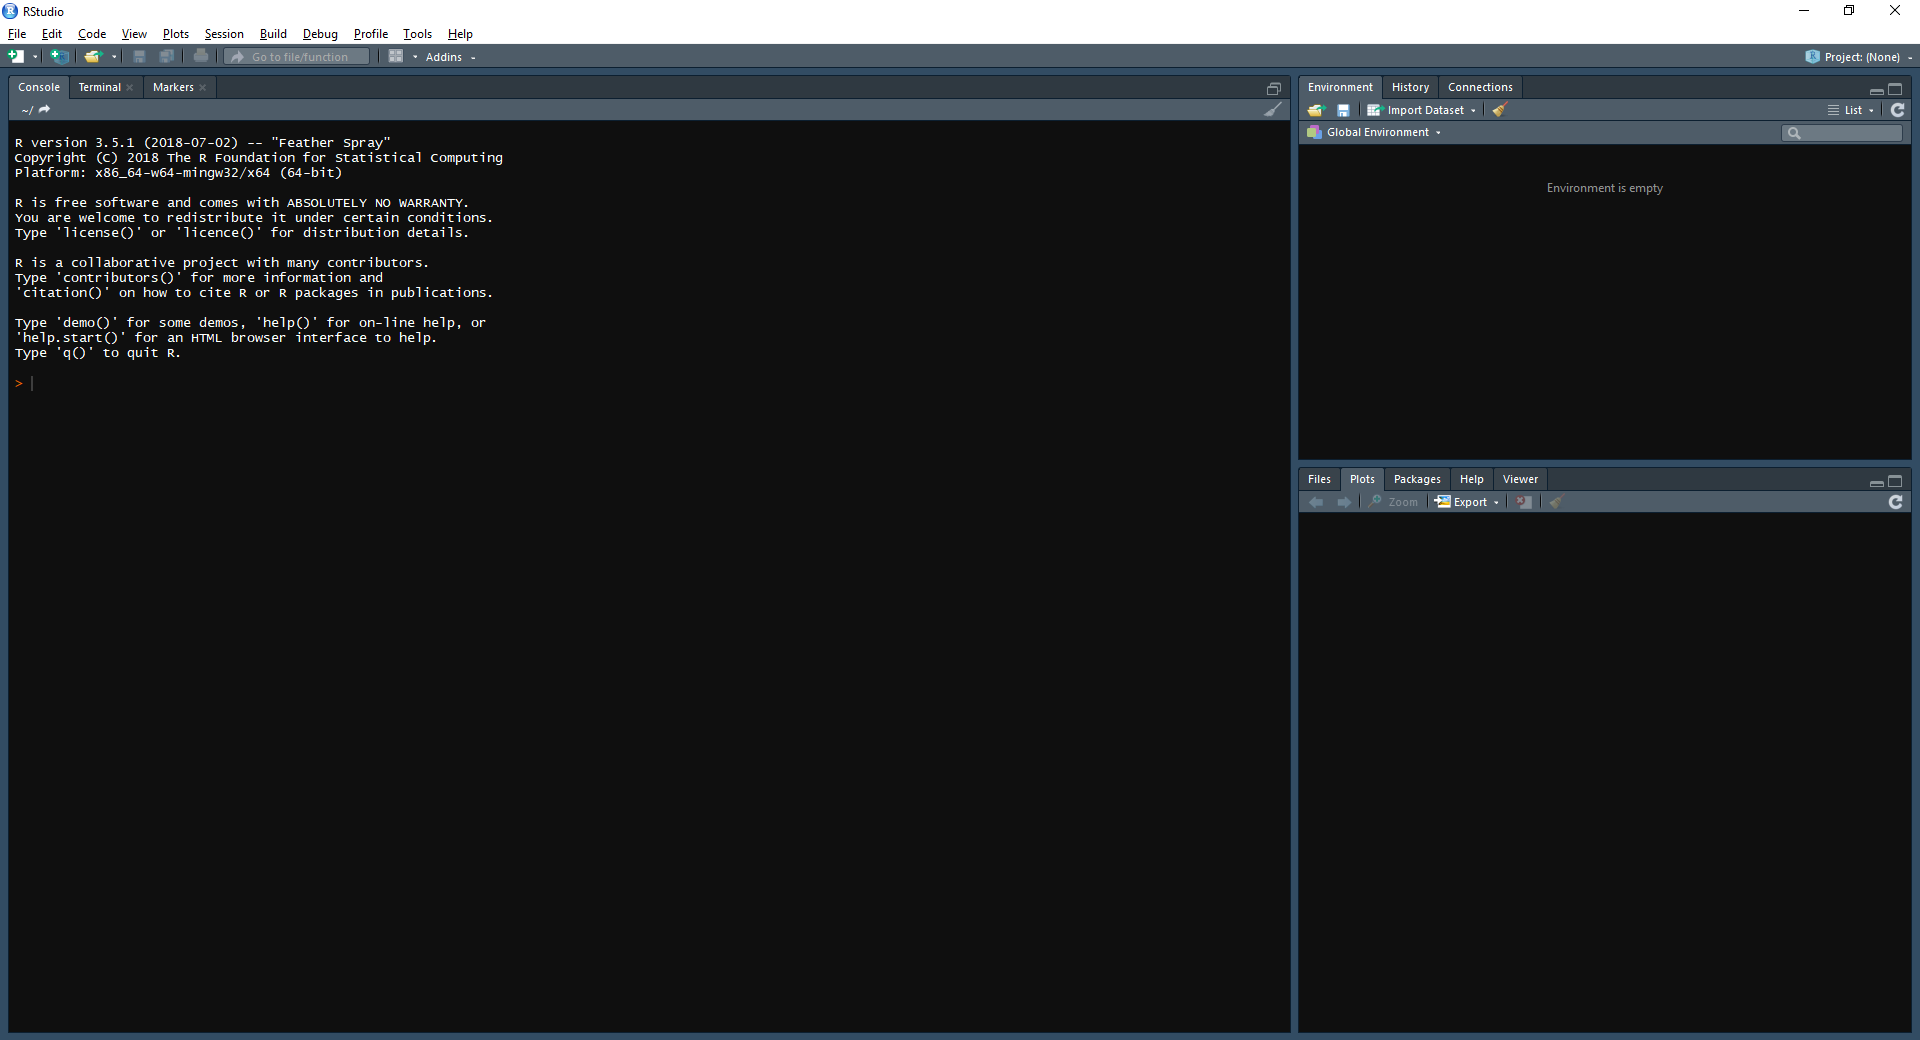 RStudio
File Edit Code View Plots Session Build Debug Profile Tools Help
Go to file/function Addins Project: (None)
Console Terminal Markers
~/
R version 3.5.1 (2018-07-02) -- "Feather Spray"
Copyright (C) 2018 The R Foundation for Statistical Computing
Platform: x86_64-w64-mingw32/x64 (64-bit)
R is free software and comes with ABSOLUTELY NO WARRANTY.
You are welcome to redistribute it under certain conditions.
Type 'license()' or 'licence()' for distribution details.
R is a collaborative project with many contributors.
Type 'contributors()' for more information and
'citation()' on how to cite R or R packages in publications.
Type 'demo()' for some demos, 'help()' for on-line help, or
'help.start()' for an HTML browser interface to help.
Type 'q()' to quit R.
>
Environment History Connections
Import Dataset List
Global Environment
Environment is empty
Files Plots Packages Help Viewer
Zoom Export